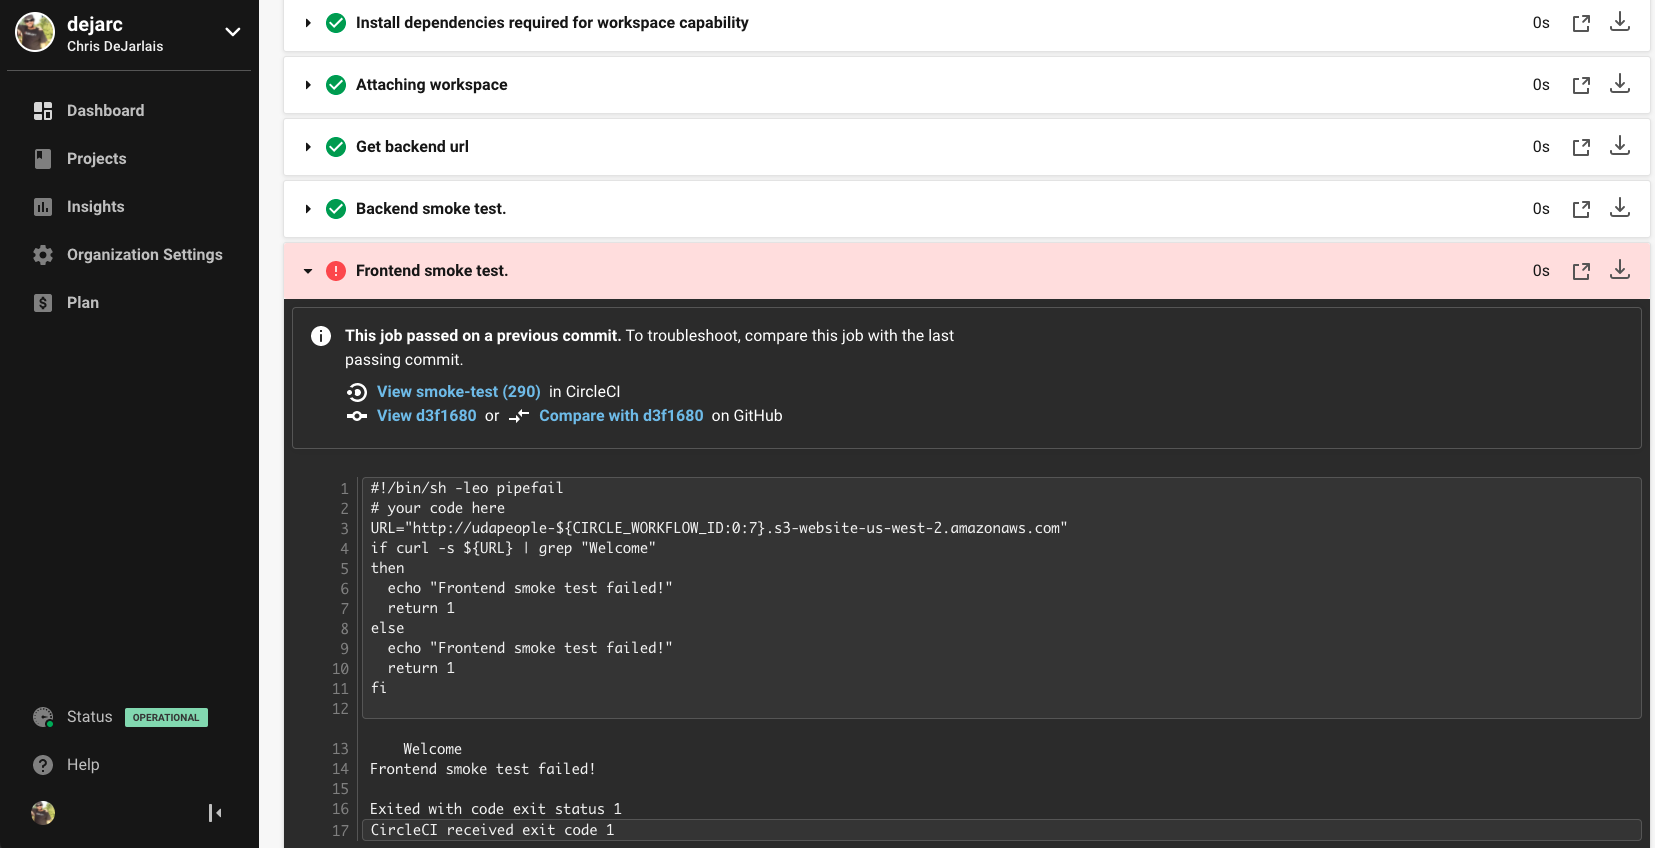 dejarc
Chris DeJarlais
Dashboard
Projects
Insights
Organization Settings
Plan
Status OPERATIONAL
Help
Install dependencies required for workspace capability 0s
Attaching workspace 0s
Get backend url 0s
Backend smoke test. 0s
Frontend smoke test. 0s
This job passed on a previous commit. To troubleshoot, compare this job with the last
passing commit.
View smoke-test (290) in CircleCI
View d3f1680 or Compare with d3f1680 on GitHub
1 #!/bin/sh -leo pipefail
2 # your code here
3 URL="http://udapeople-${CIRCLE_WORKFLOW_ID:0:7}.s3-website-us-west-2.amazonaws.com"
4 if curl -s ${URL} | grep "Welcome"
5 then
6   echo "Frontend smoke test failed!"
7   return 1
8 else
9   echo "Frontend smoke test failed!"
10   return 1
11 fi
12
13     Welcome
14 Frontend smoke test failed!
15
16 Exited with code exit status 1
17 CircleCI received exit code 1